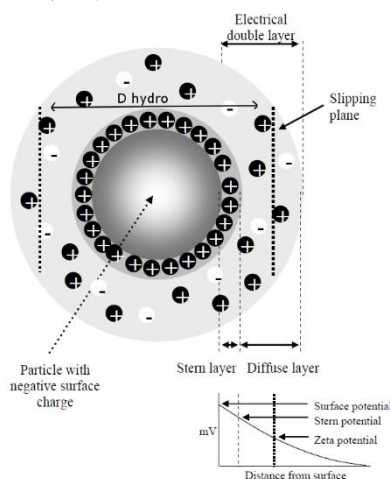 Electrical
double layer
D hydro
Slipping
plane
Particle with
negative surface
charge
Stern layer
Diffuse layer
Surface potential
Stern potential
mV
Zeta potential
Distance from surface